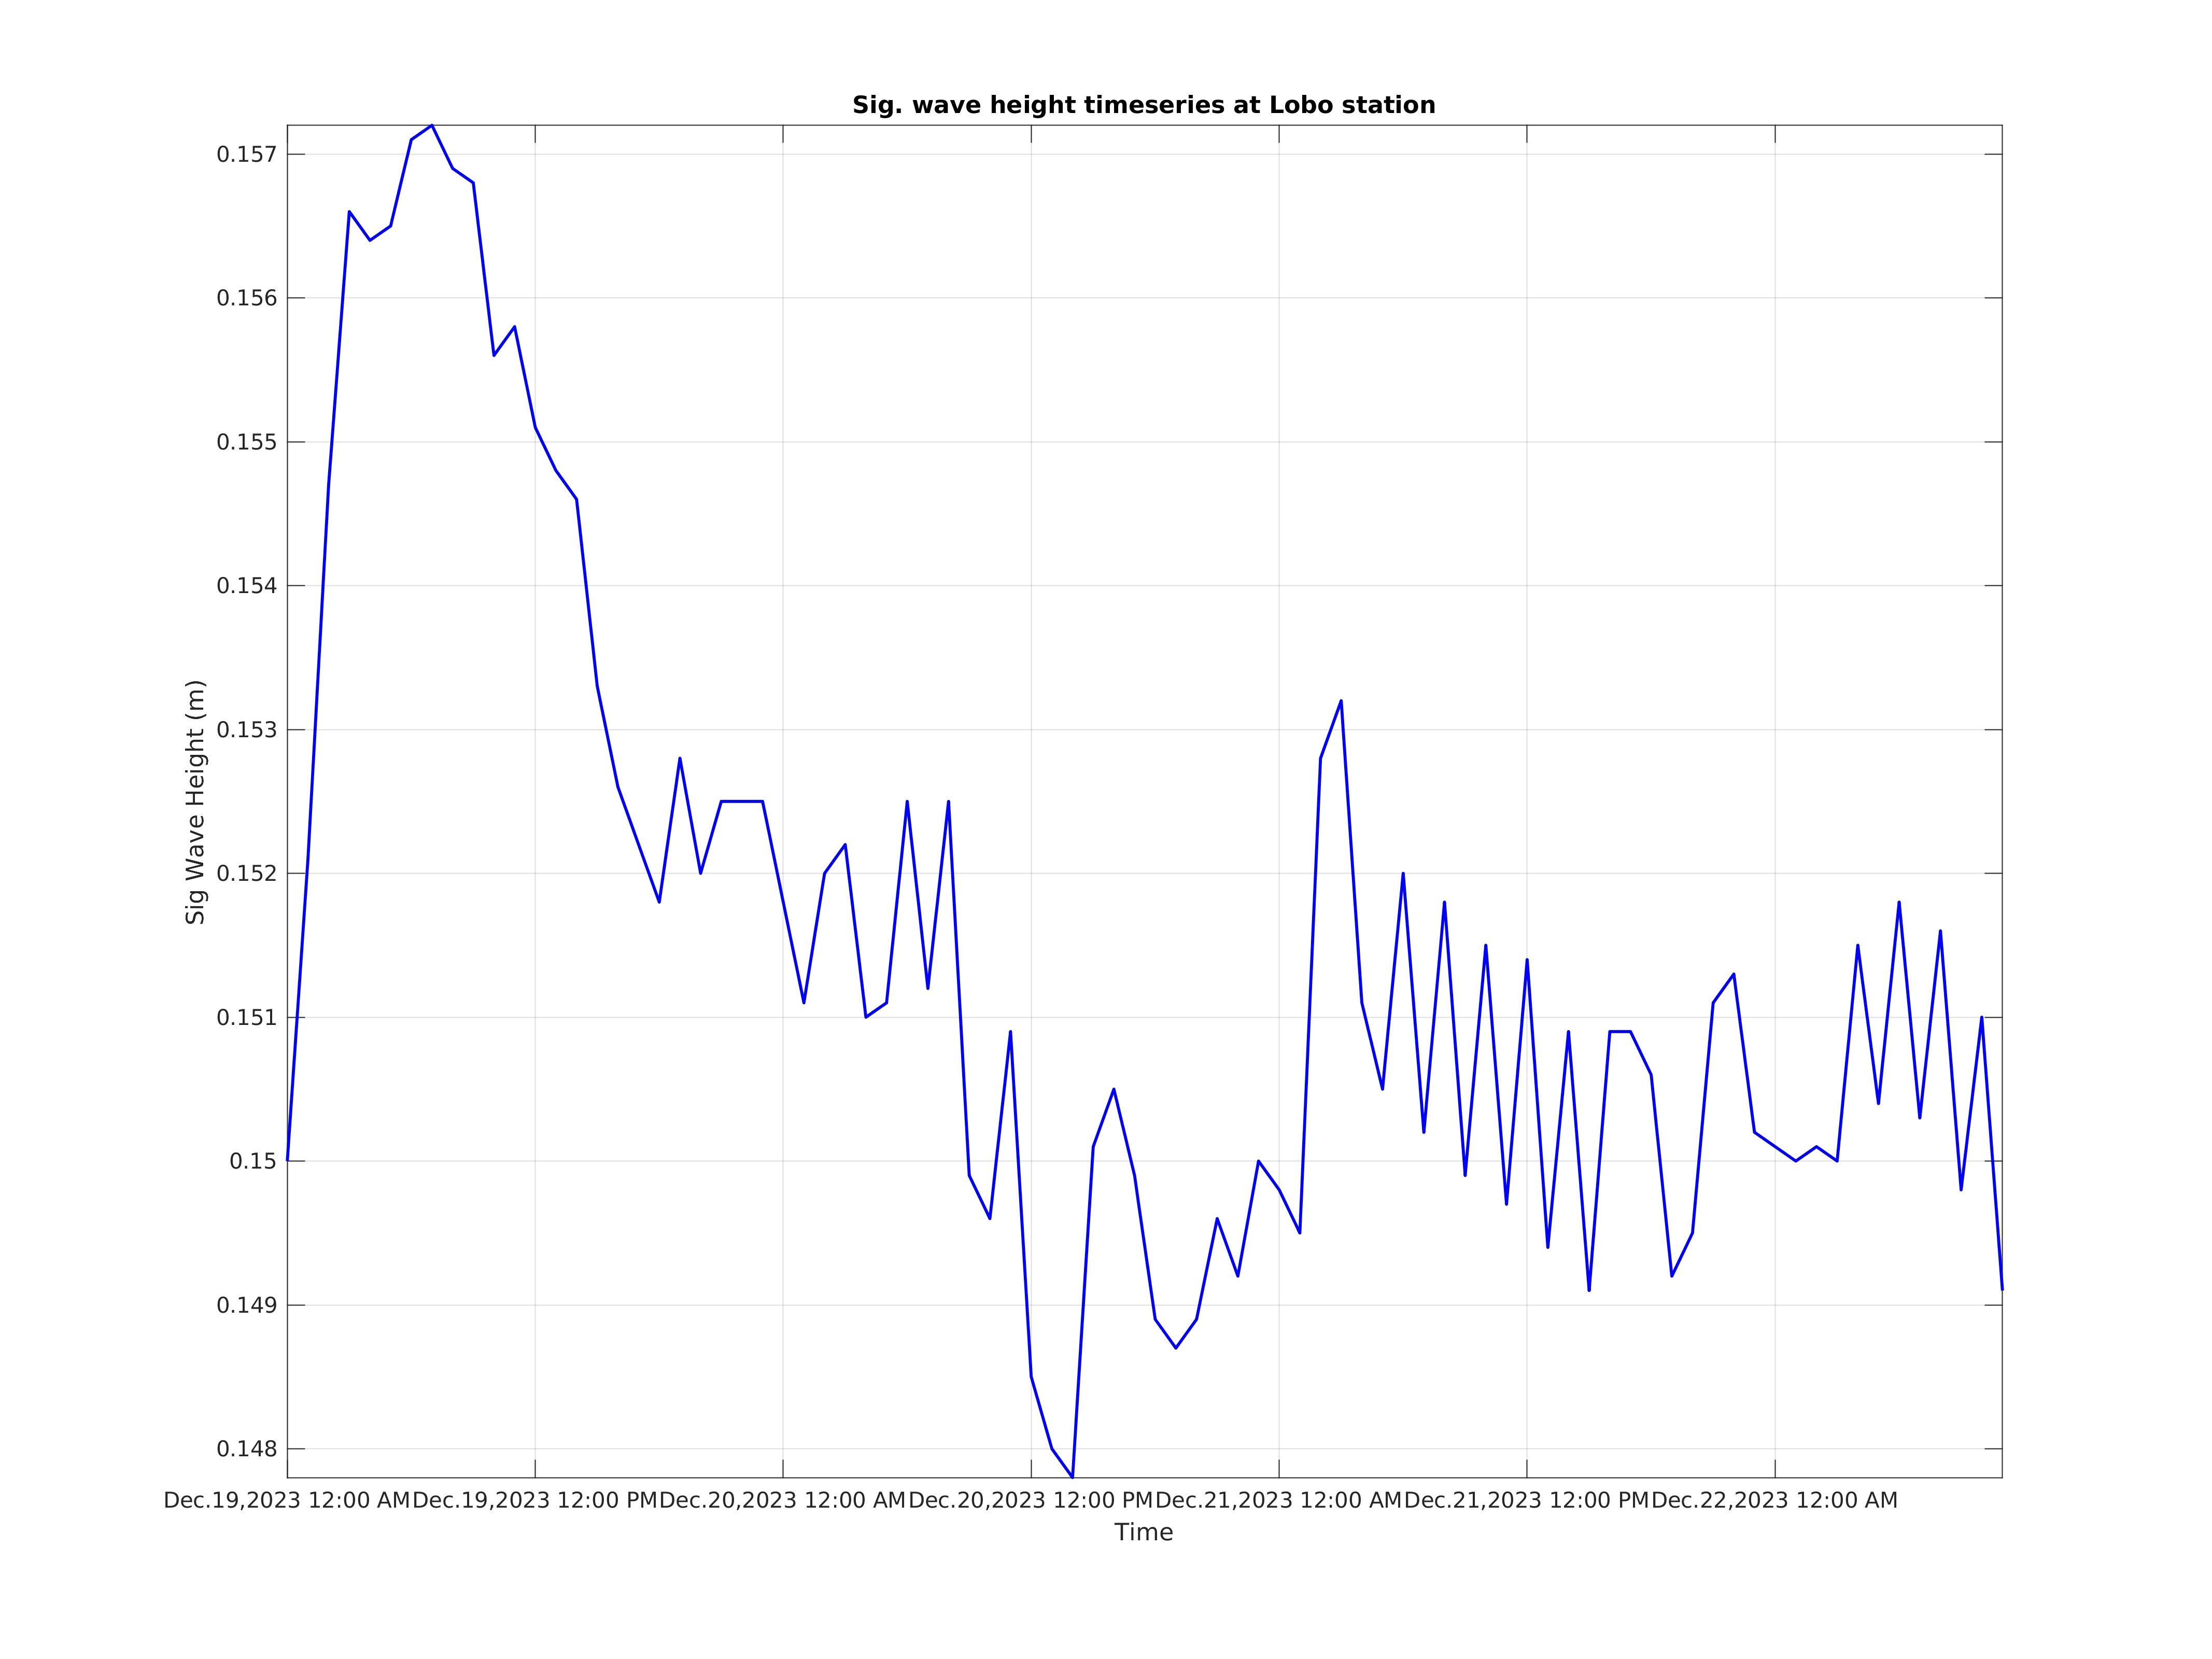 Sig. wave height timeseries at Lobo station
0.157
0.156
0.155
0.154
0.153
0.152
0.151
0.15
0.149
0.148
Sig Wave Height (m)
Dec.19,2023 12:00 AM Dec.19,2023 12:00 PM Dec.20,2023 12:00 AM Dec.20,2023 12:00 PM Dec.21,2023 12:00 AM Dec.21,2023 12:00 PM Dec.22,2023 12:00 AM
Time